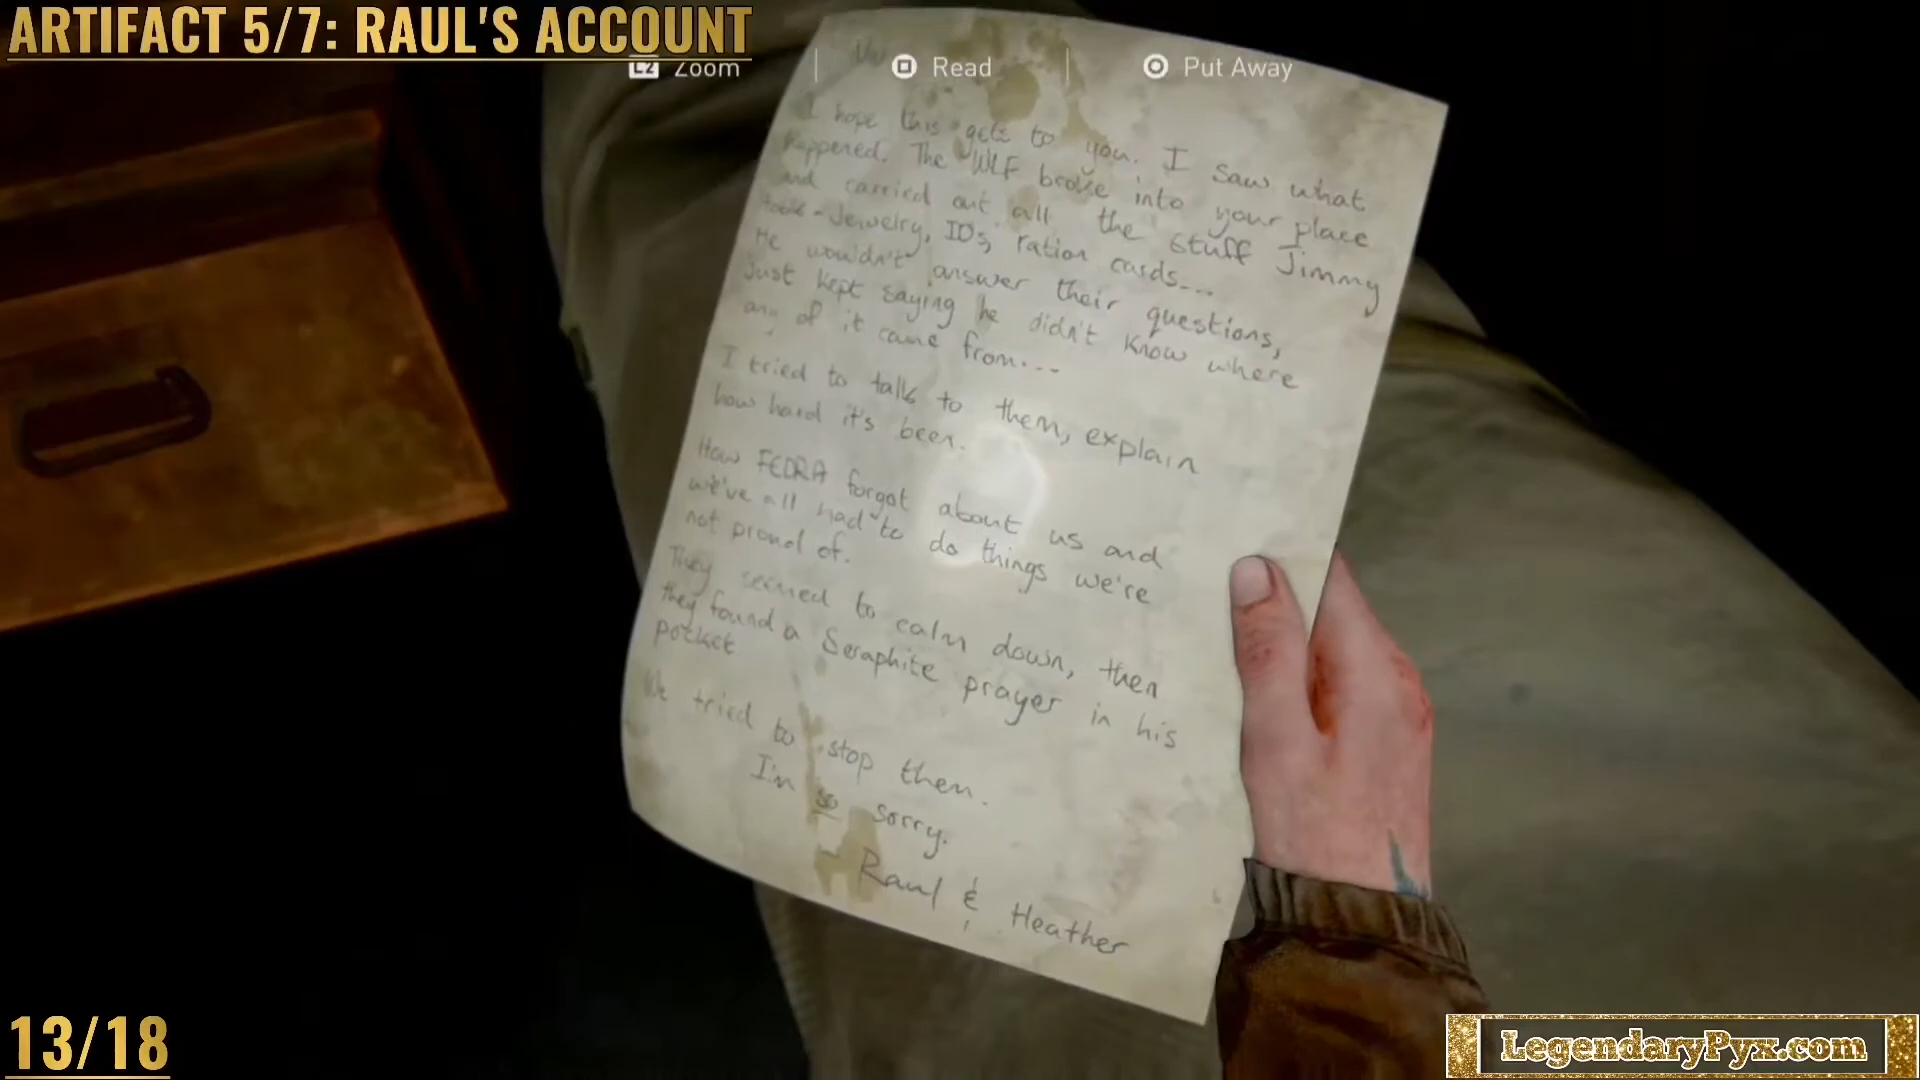 ARTIFACT 5/7: RAUL'S ACCOUNT
L2 Zoom
Read
Put Away
I hope this gets to you. I saw what
happened. The WLF broke into your place
and carried out all the stuff Jimmy
took - Jewelry, IDs, ration cards...
He wouldn't answer their questions,
just kept saying he didn't know where
any of it came from...
I tried to talk to them, explain
how hard it's been.
How FEDRA forgot about us and
we've all had to do things we're
not proud of.
They seemed to calm down, then
they found a Seraphite prayer in his
pocket
We tried to stop them.
I'm so sorry.
Raul & Heather
13/18
LegendaryPyx.com